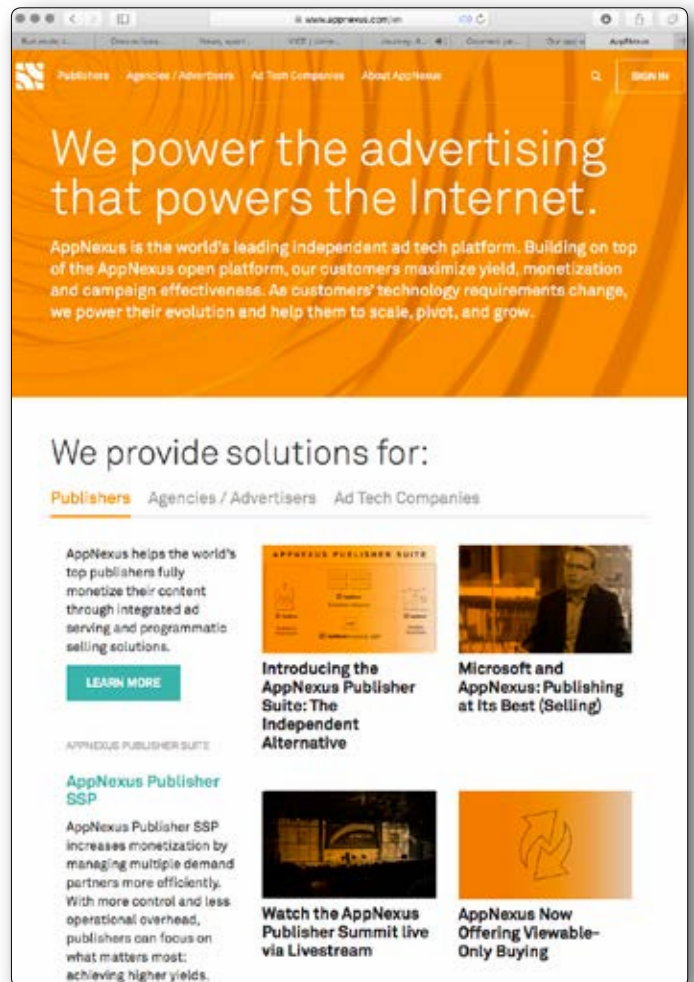 www.appnexus.com/en
AppNexus
Publishers Agencies / Advertisers Ad Tech Companies About AppNexus
SIGN IN
We power the advertising
that powers the Internet.
AppNexus is the world's leading independent ad tech platform. Building on top
of the AppNexus open platform, our customers maximize yield, monetization
and campaign effectiveness. As customers' technology requirements change,
we power their evolution and help them to scale, pivot, and grow.
We provide solutions for:
Publishers Agencies / Advertisers Ad Tech Companies
AppNexus helps the world's
top publishers fully
monetize their content
through integrated ad
serving and programmatic
selling solutions.
LEARN MORE
APPNEXUS PUBLISHER SUITE
Introducing the
AppNexus Publisher
Suite: The
Independent
Alternative
Microsoft and
AppNexus: Publishing
at Its Best (Selling)
APPNEXUS PUBLISHER SUITE
AppNexus Publisher
SSP
AppNexus Publisher SSP
increases monetization by
managing multiple demand
partners more efficiently.
With more control and less
operational overhead,
publishers can focus on
what matters most:
achieving higher yields.
Watch the AppNexus
Publisher Summit live
via Livestream
AppNexus Now
Offering Viewable-
Only Buying